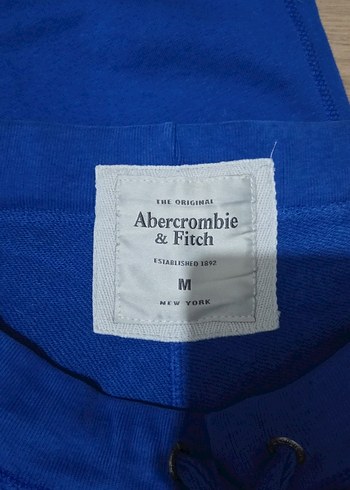 THE ORIGINAL
Abercrombie
& Fitch
ESTABLISHED 1892
M
NEW YORK